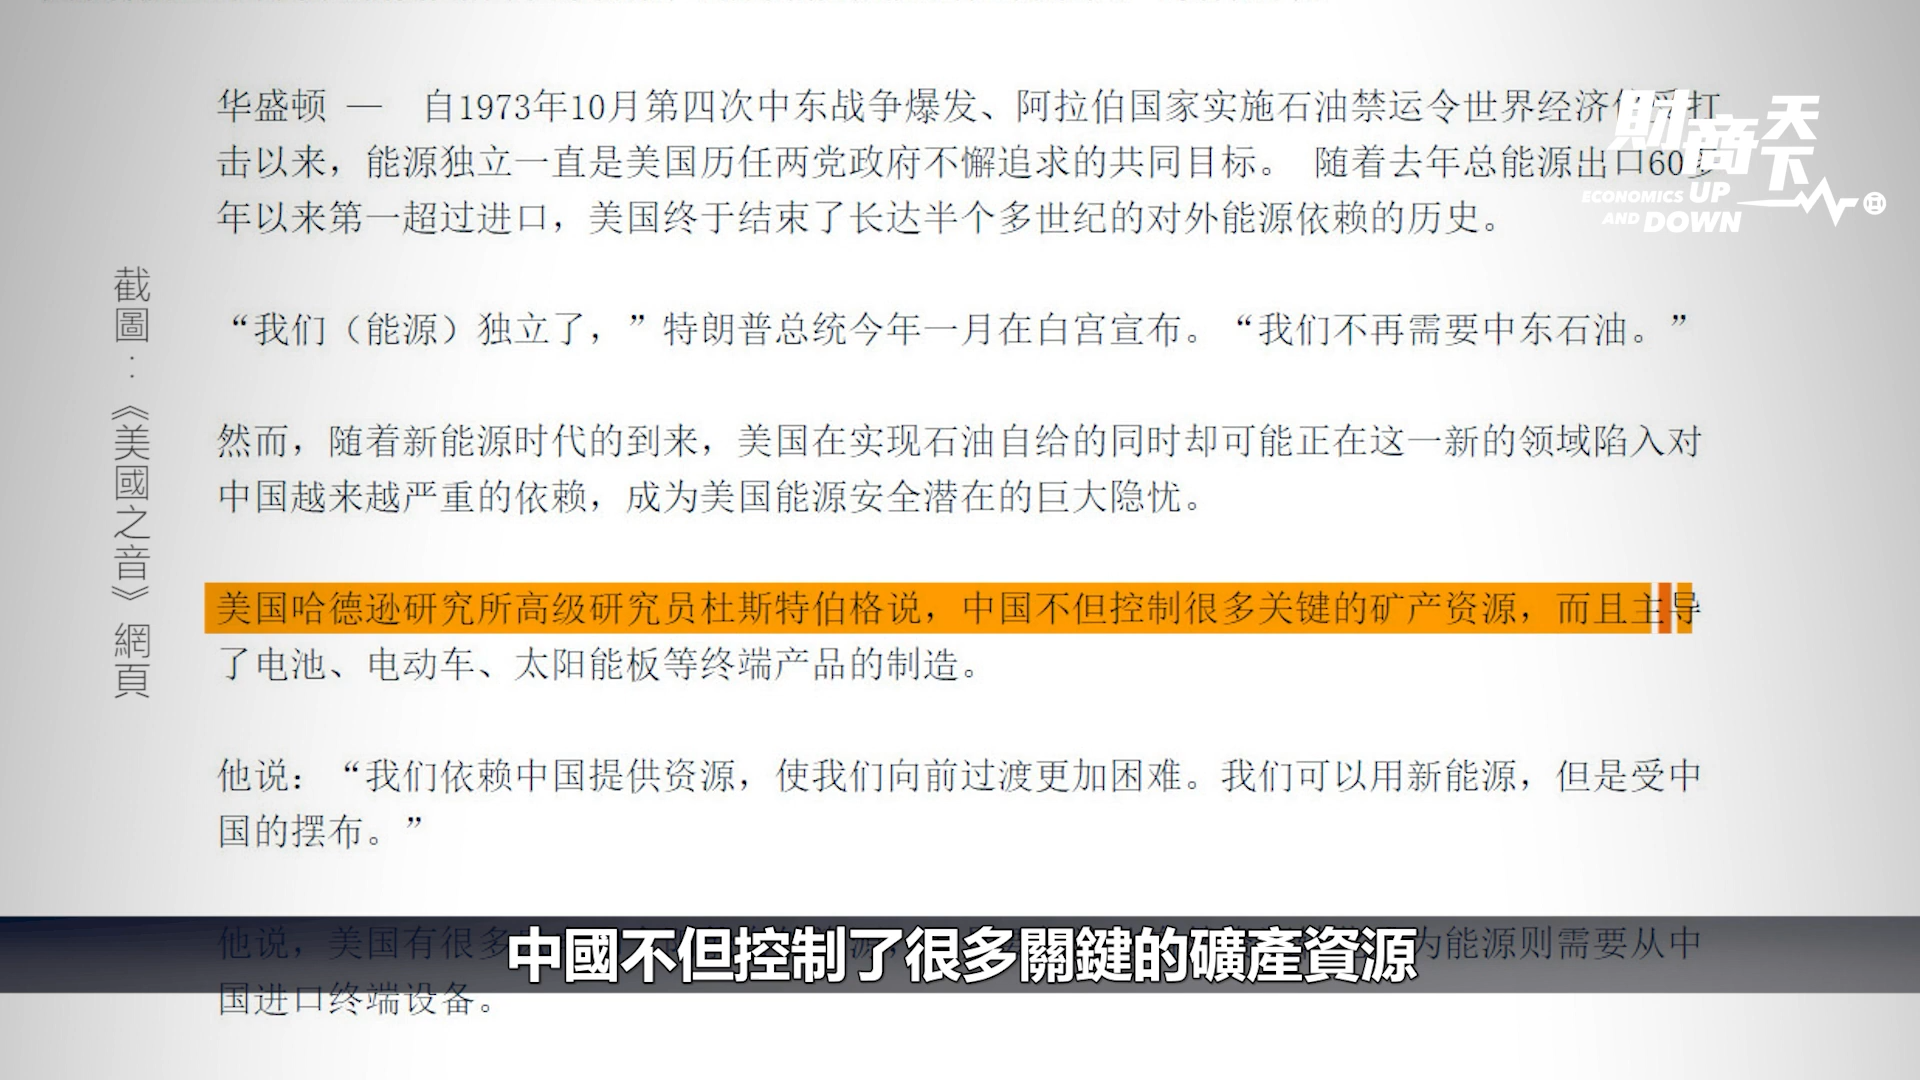 华盛顿 — 自1973年10月第四次中东战争爆发、阿拉伯国家实施石油禁运令世界经济打
击以来，能源独立一直是美国历任两党政府不懈追求的共同目标。 随着去年总能源出口60多
年以来第一超过进口，美国终于结束了长达半个多世纪的对外能源依赖的历史。
“我们（能源）独立了，”特朗普总统今年一月在白宫宣布。“我们不再需要中东石油。”
然而，随着新能源时代的到来，美国在实现石油自给的同时却可能正在这一新的领域陷入对
中国越来越严重的依赖，成为美国能源安全潜在的巨大隐忧。
美国哈德逊研究所高级研究员杜斯特伯格说，中国不但控制很多关键的矿产资源，而且主导
了电池、电动车、太阳能板等终端产品的制造。
他说：“我们依赖中国提供资源，使我们向前过渡更加困难。我们可以用新能源，但是受中
国的摆布。”
他说，美国有很多 为能源则需要从中
国进口终端设备。
財商天下
ECONOMICS UP
AND DOWN
截圖：《美國之音》網頁
中國不但控制了很多關鍵的礦產資源